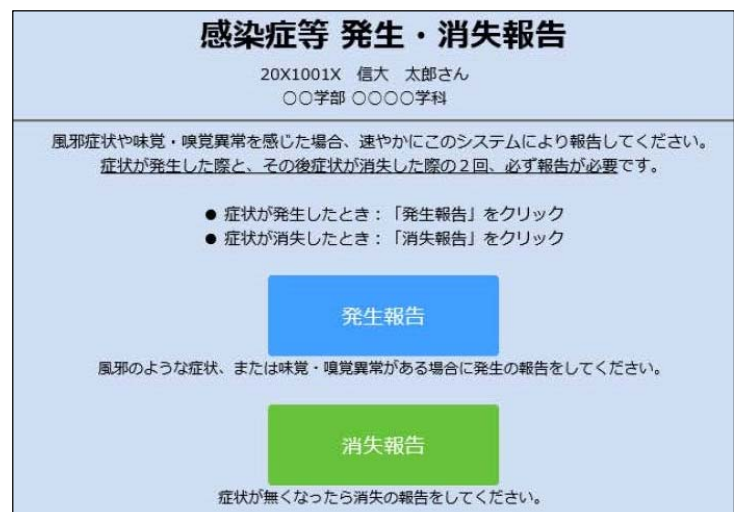 感染症等 発生・消失報告
20X1001X 信大 太郎さん
○○学部 ○○○○学科
風邪症状や味覚・嗅覚異常を感じた場合、速やかにこのシステムにより報告してください。
症状が発生した際と、その後症状が消失した際の２回、必ず報告が必要です。
● 症状が発生したとき：「発生報告」をクリック
● 症状が消失したとき：「消失報告」をクリック
発生報告
風邪のような症状、または味覚・嗅覚異常がある場合に発生の報告をしてください。
消失報告
症状が無くなったら消失の報告をしてください。